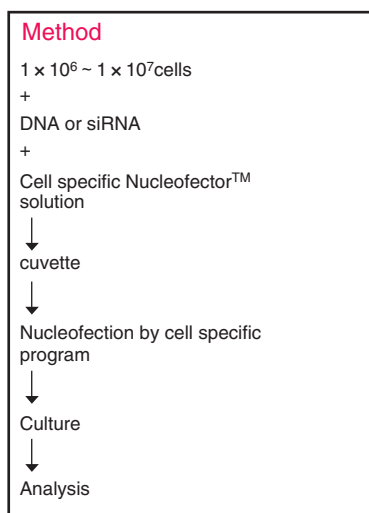 Method
1 × 10⁶ ~ 1 × 10⁷cells
+
DNA or siRNA
+
Cell specific Nucleofector™
solution
cuvette
Nucleofection by cell specific
program
Culture
Analysis